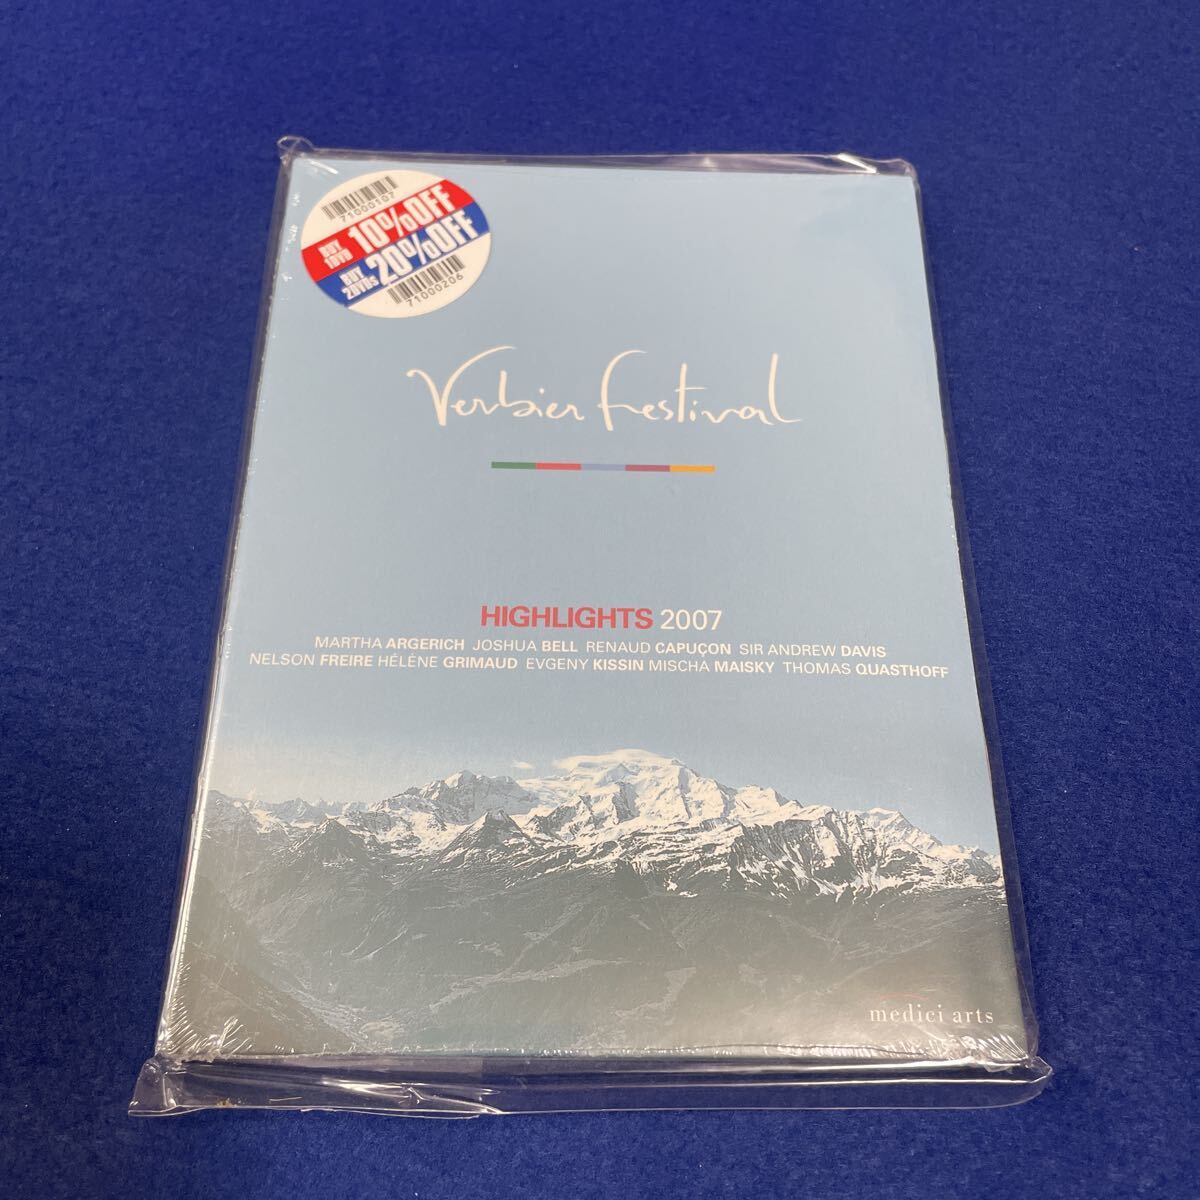 71000107
BUY 1DVD 10%OFF
BUY 2DVDs 20%OFF
71000206
Verbier Festival
HIGHLIGHTS 2007
MARTHA ARGERICH JOSHUA BELL RENAUD CAPUÇON SIR ANDREW DAVIS
NELSON FREIRE HÉLÈNE GRIMAUD EVGENY KISSIN MISCHA MAISKY THOMAS QUASTHOFF
medici arts